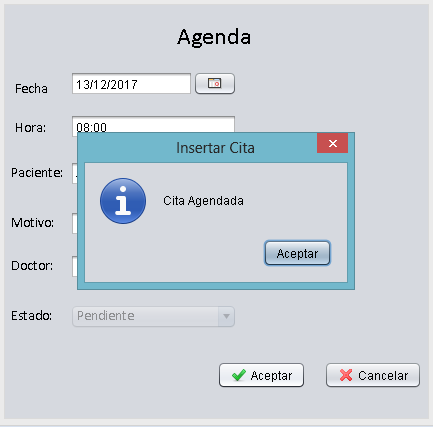 Agenda
Fecha 13/12/2017
Hora: 08:00
Insertar Cita
Paciente:
Cita Agendada
Motivo:
Aceptar
Doctor:
Estado: Pendiente
Aceptar Cancelar